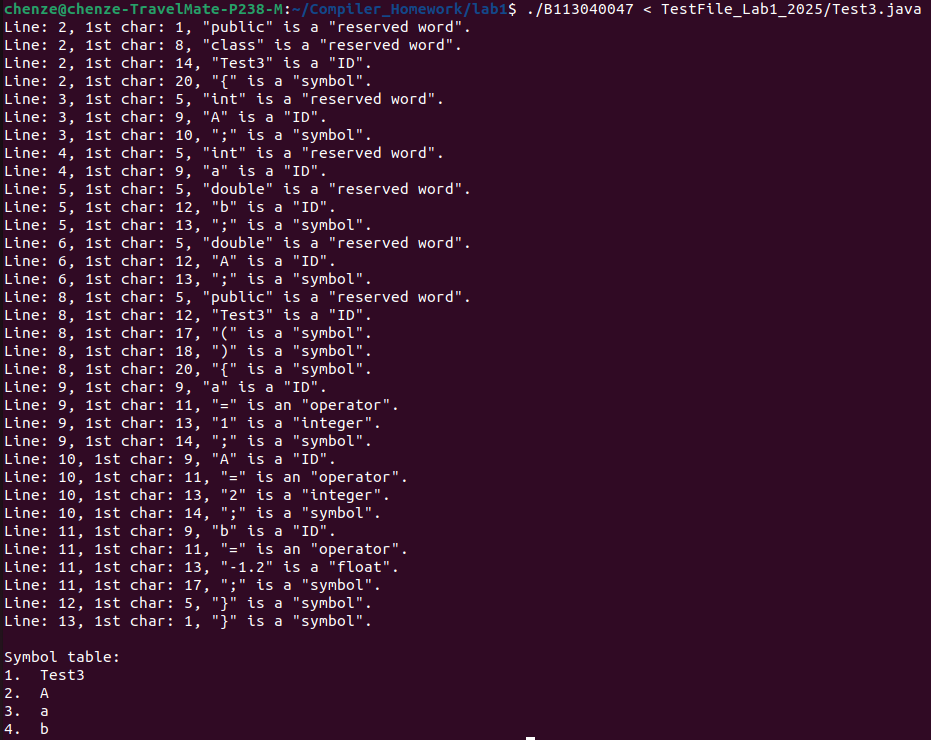 chenze@chenze-TravelMate-P238-M:~/Compiler_Homework/lab1$ ./B113040047 < TestFile_Lab1_2025/Test3.java
Line: 2, 1st char: 1, "public" is a "reserved word".
Line: 2, 1st char: 8, "class" is a "reserved word".
Line: 2, 1st char: 14, "Test3" is a "ID".
Line: 2, 1st char: 20, "{" is a "symbol".
Line: 3, 1st char: 5, "int" is a "reserved word".
Line: 3, 1st char: 9, "A" is a "ID".
Line: 3, 1st char: 10, ";" is a "symbol".
Line: 4, 1st char: 5, "int" is a "reserved word".
Line: 4, 1st char: 9, "a" is a "ID".
Line: 5, 1st char: 5, "double" is a "reserved word".
Line: 5, 1st char: 12, "b" is a "ID".
Line: 5, 1st char: 13, ";" is a "symbol".
Line: 6, 1st char: 5, "double" is a "reserved word".
Line: 6, 1st char: 12, "A" is a "ID".
Line: 6, 1st char: 13, ";" is a "symbol".
Line: 8, 1st char: 5, "public" is a "reserved word".
Line: 8, 1st char: 12, "Test3" is a "ID".
Line: 8, 1st char: 17, "(" is a "symbol".
Line: 8, 1st char: 18, ")" is a "symbol".
Line: 8, 1st char: 20, "{" is a "symbol".
Line: 9, 1st char: 9, "a" is a "ID".
Line: 9, 1st char: 11, "=" is an "operator".
Line: 9, 1st char: 13, "1" is a "integer".
Line: 9, 1st char: 14, ";" is a "symbol".
Line: 10, 1st char: 9, "A" is a "ID".
Line: 10, 1st char: 11, "=" is an "operator".
Line: 10, 1st char: 13, "2" is a "integer".
Line: 10, 1st char: 14, ";" is a "symbol".
Line: 11, 1st char: 9, "b" is a "ID".
Line: 11, 1st char: 11, "=" is an "operator".
Line: 11, 1st char: 13, "-1.2" is a "float".
Line: 11, 1st char: 17, ";" is a "symbol".
Line: 12, 1st char: 5, "}" is a "symbol".
Line: 13, 1st char: 1, "}" is a "symbol".

Symbol table:
1.  Test3
2.  A
3.  a
4.  b